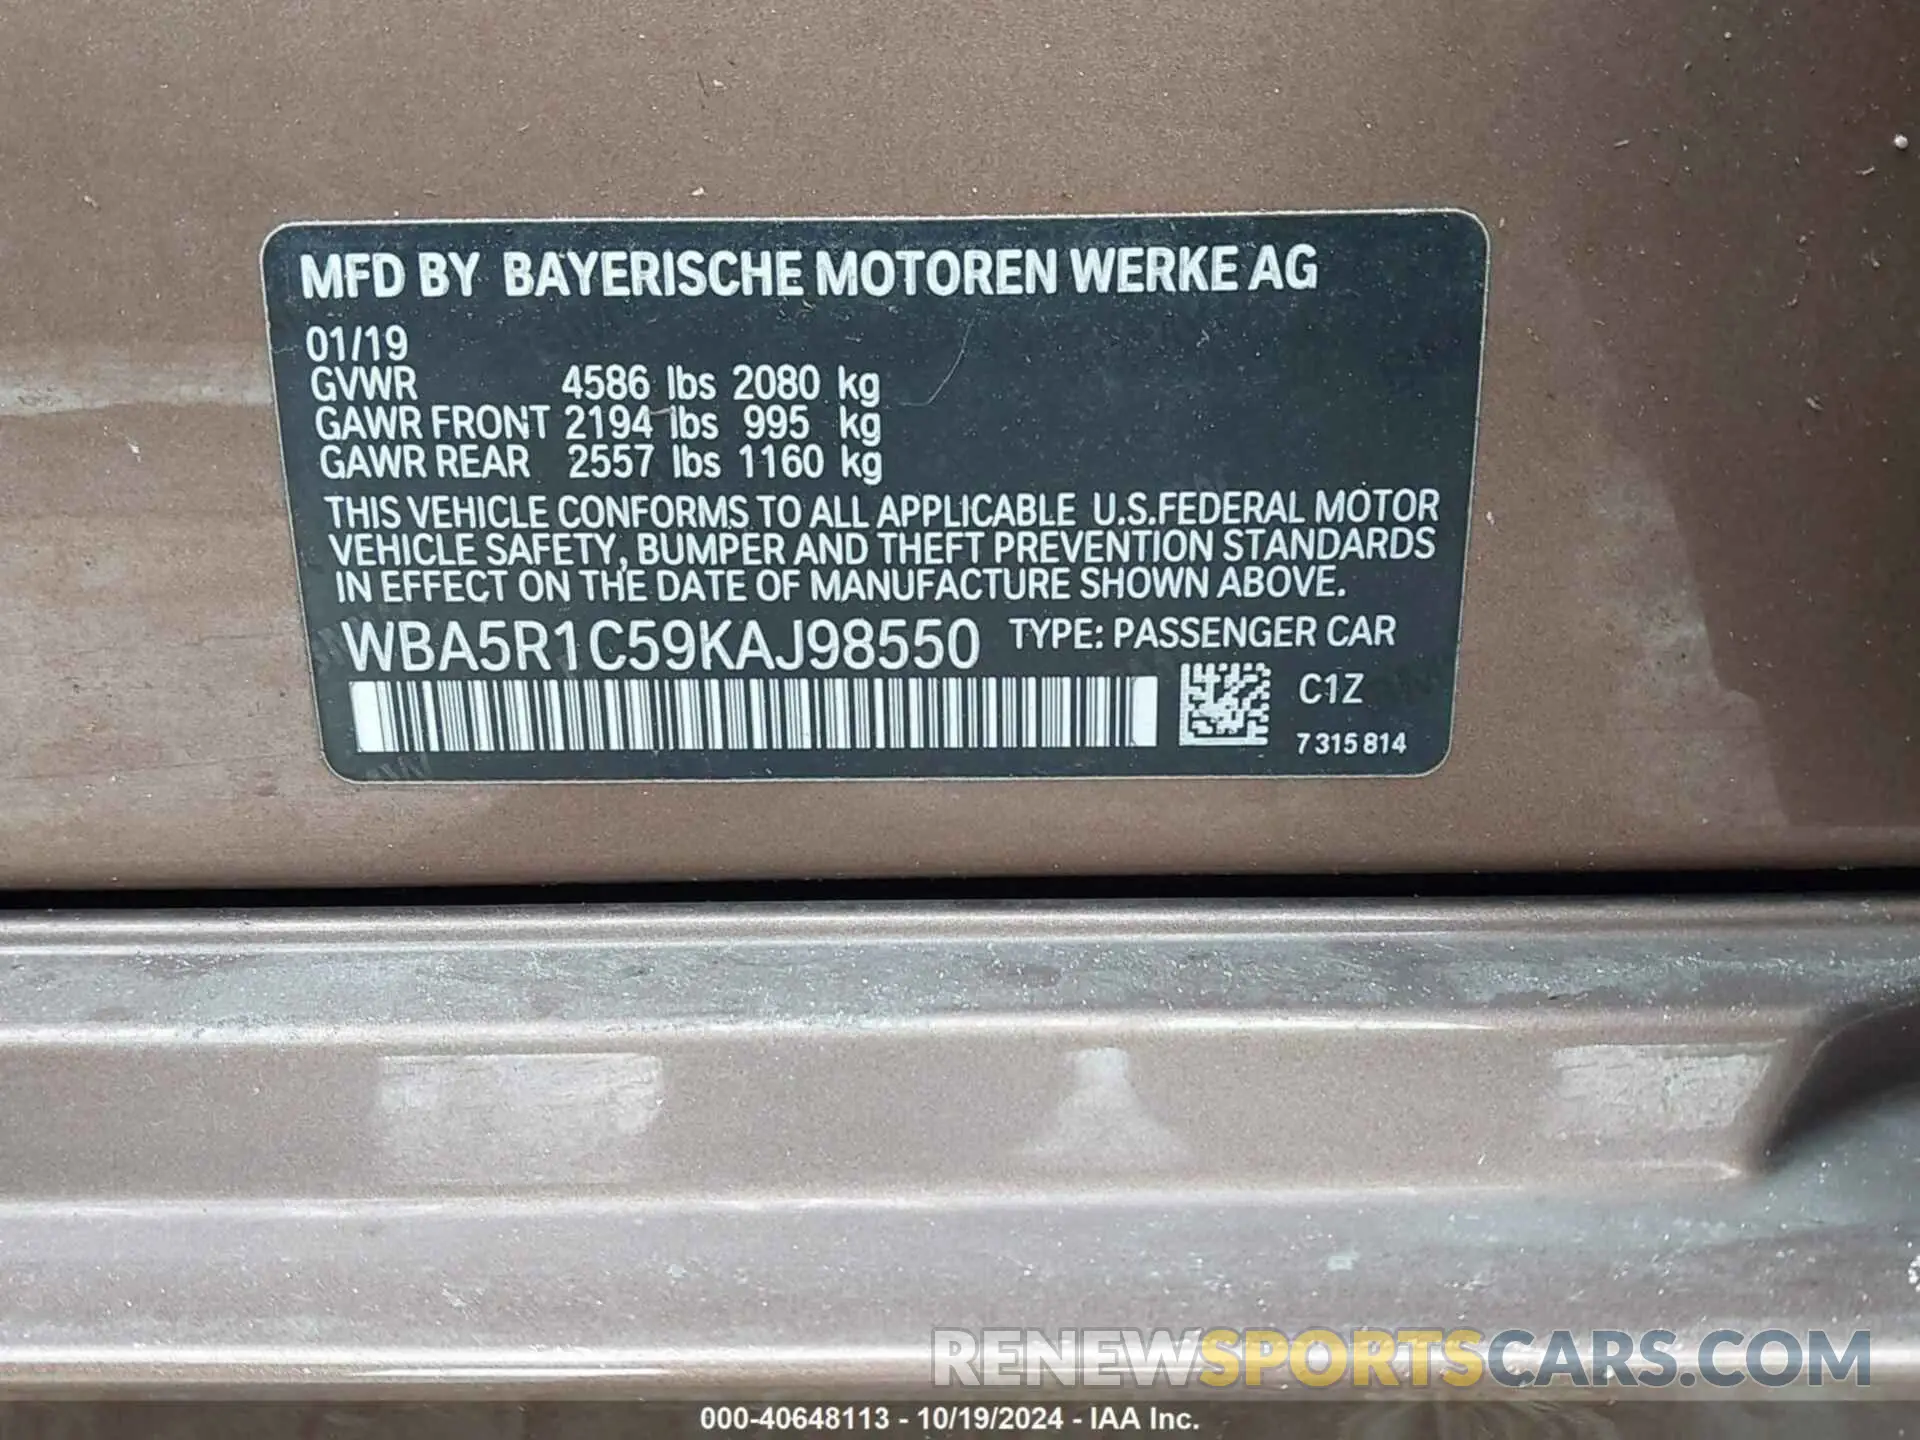 MFD BY BAYERISCHE MOTOREN WERKE AG
01/19
GVWR 4586 lbs 2080 kg
GAWR FRONT 2194 lbs 995 kg
GAWR REAR 2557 lbs 1160 kg
THIS VEHICLE CONFORMS TO ALL APPLICABLE U.S.FEDERAL MOTOR
VEHICLE SAFETY, BUMPER AND THEFT PREVENTION STANDARDS
IN EFFECT ON THE DATE OF MANUFACTURE SHOWN ABOVE.
WBA5R1C59KAJ98550 TYPE: PASSENGER CAR
C1Z
7 315 814
RENEWSPORTSCARS.COM
000-40648113 - 10/19/2024 - IAA Inc.